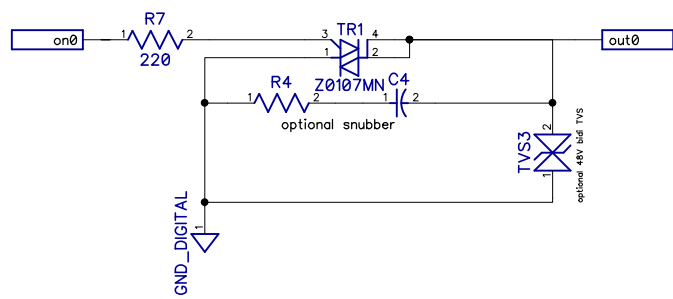 R7
TR1
on0
1
2
3
4
out0
220
1
2
R4
Z0107MN
C4
1
2
1
2
optional snubber
2
TVS3
1
optional 48V bidi TVS
GND_DIGITAL
1